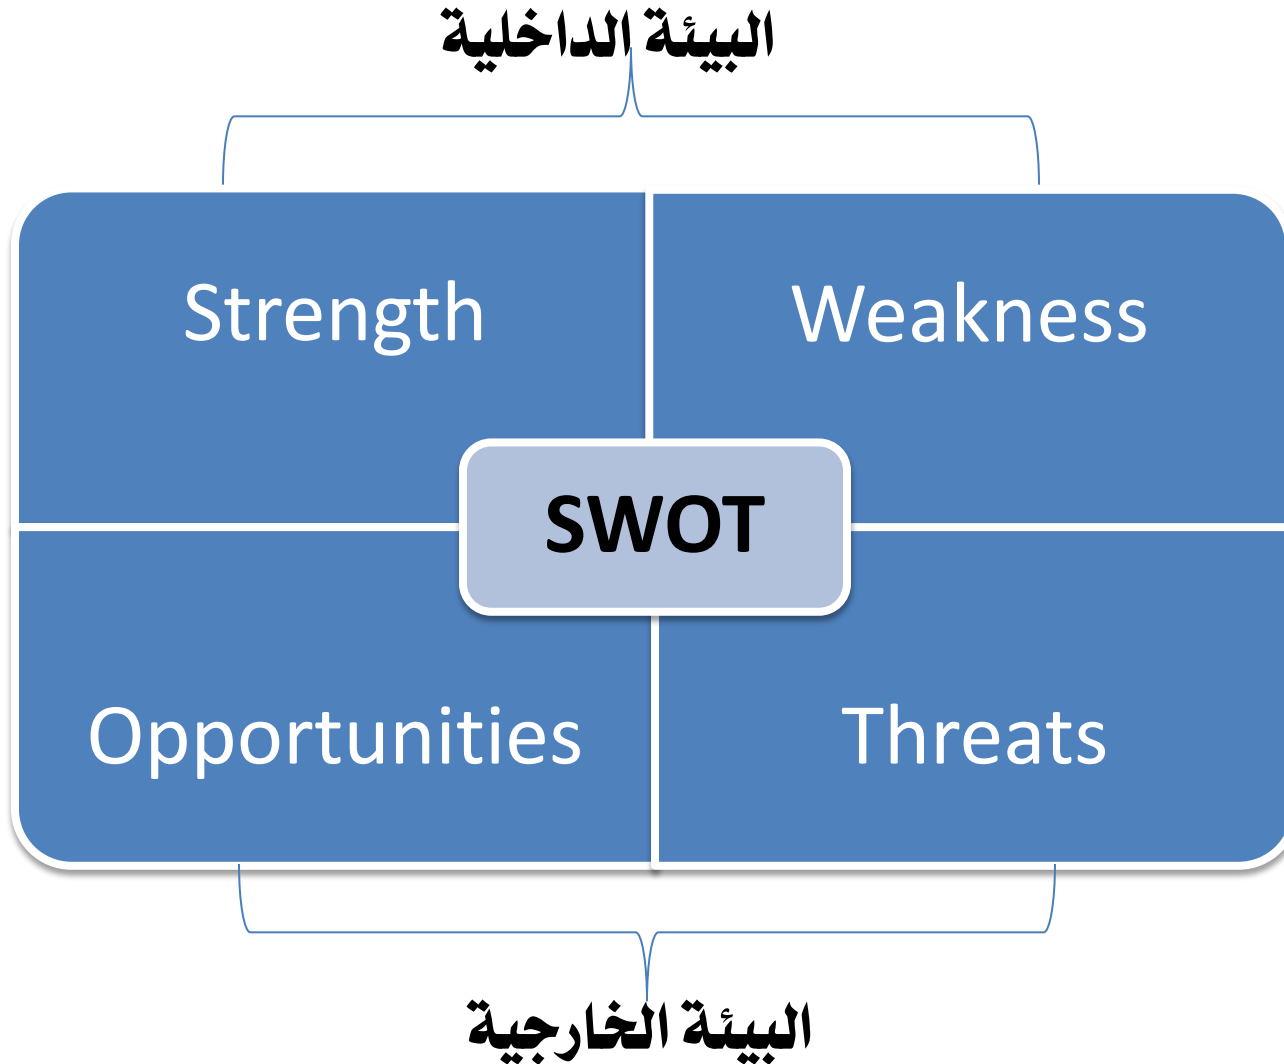 البيئة الداخلية
Strength
Weakness
SWOT
Opportunities
Threats
البيئة الخارجية